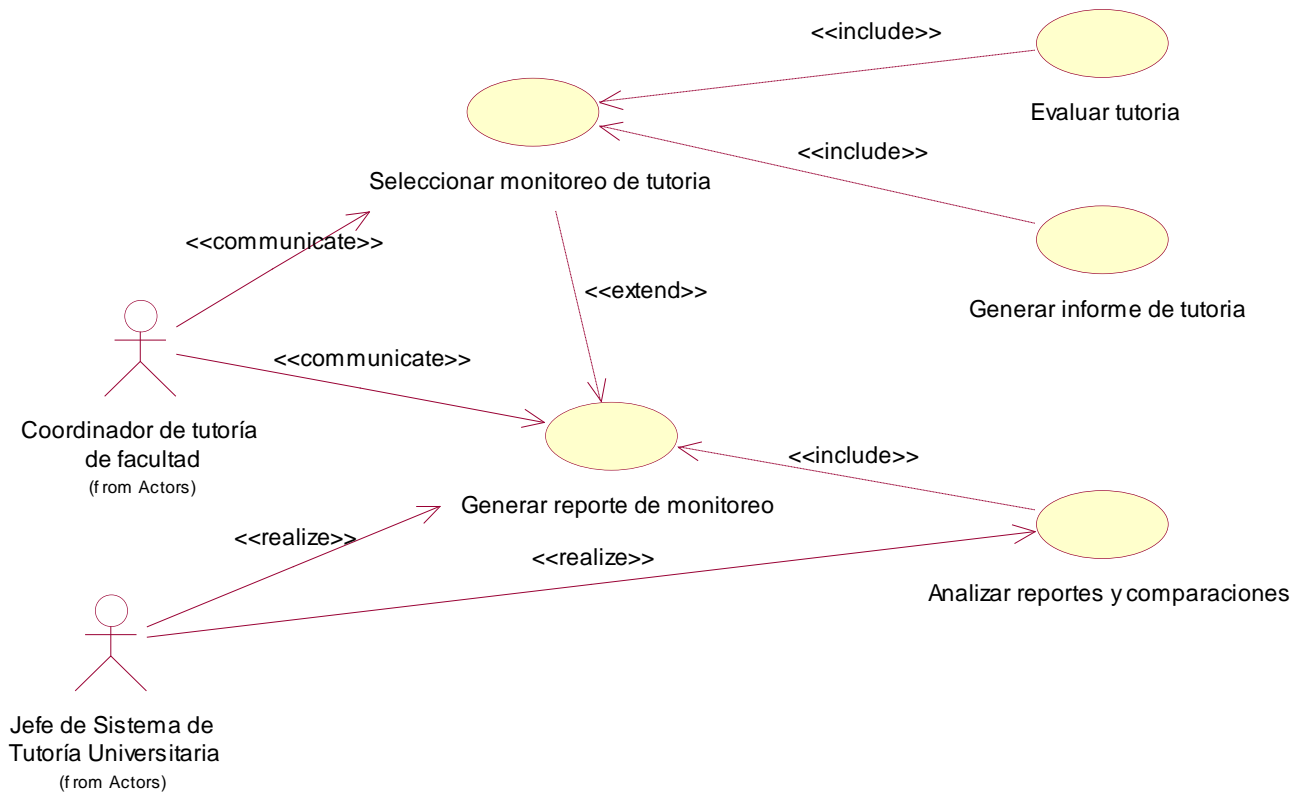 <<include>>
Evaluar tutoria
<<include>>
Seleccionar monitoreo de tutoria
<<communicate>>
<<extend>>
Generar informe de tutoria
<<communicate>>
Coordinador de tutoría
de facultad
(from Actors)
<<include>>
Generar reporte de monitoreo
<<realize>>
<<realize>>
Analizar reportes y comparaciones
Jefe de Sistema de
Tutoría Universitaria
(from Actors)